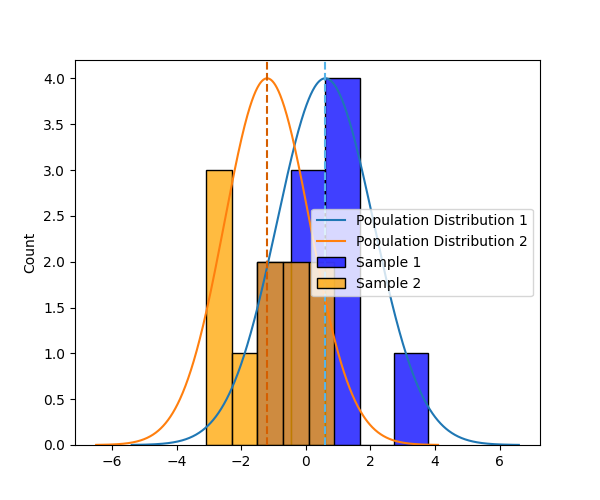 4.0
3.5
3.0
2.5
2.0
1.5
1.0
0.5
0.0
Count
Population Distribution 1
Population Distribution 2
Sample 1
Sample 2
−6 −4 −2 0 2 4 6